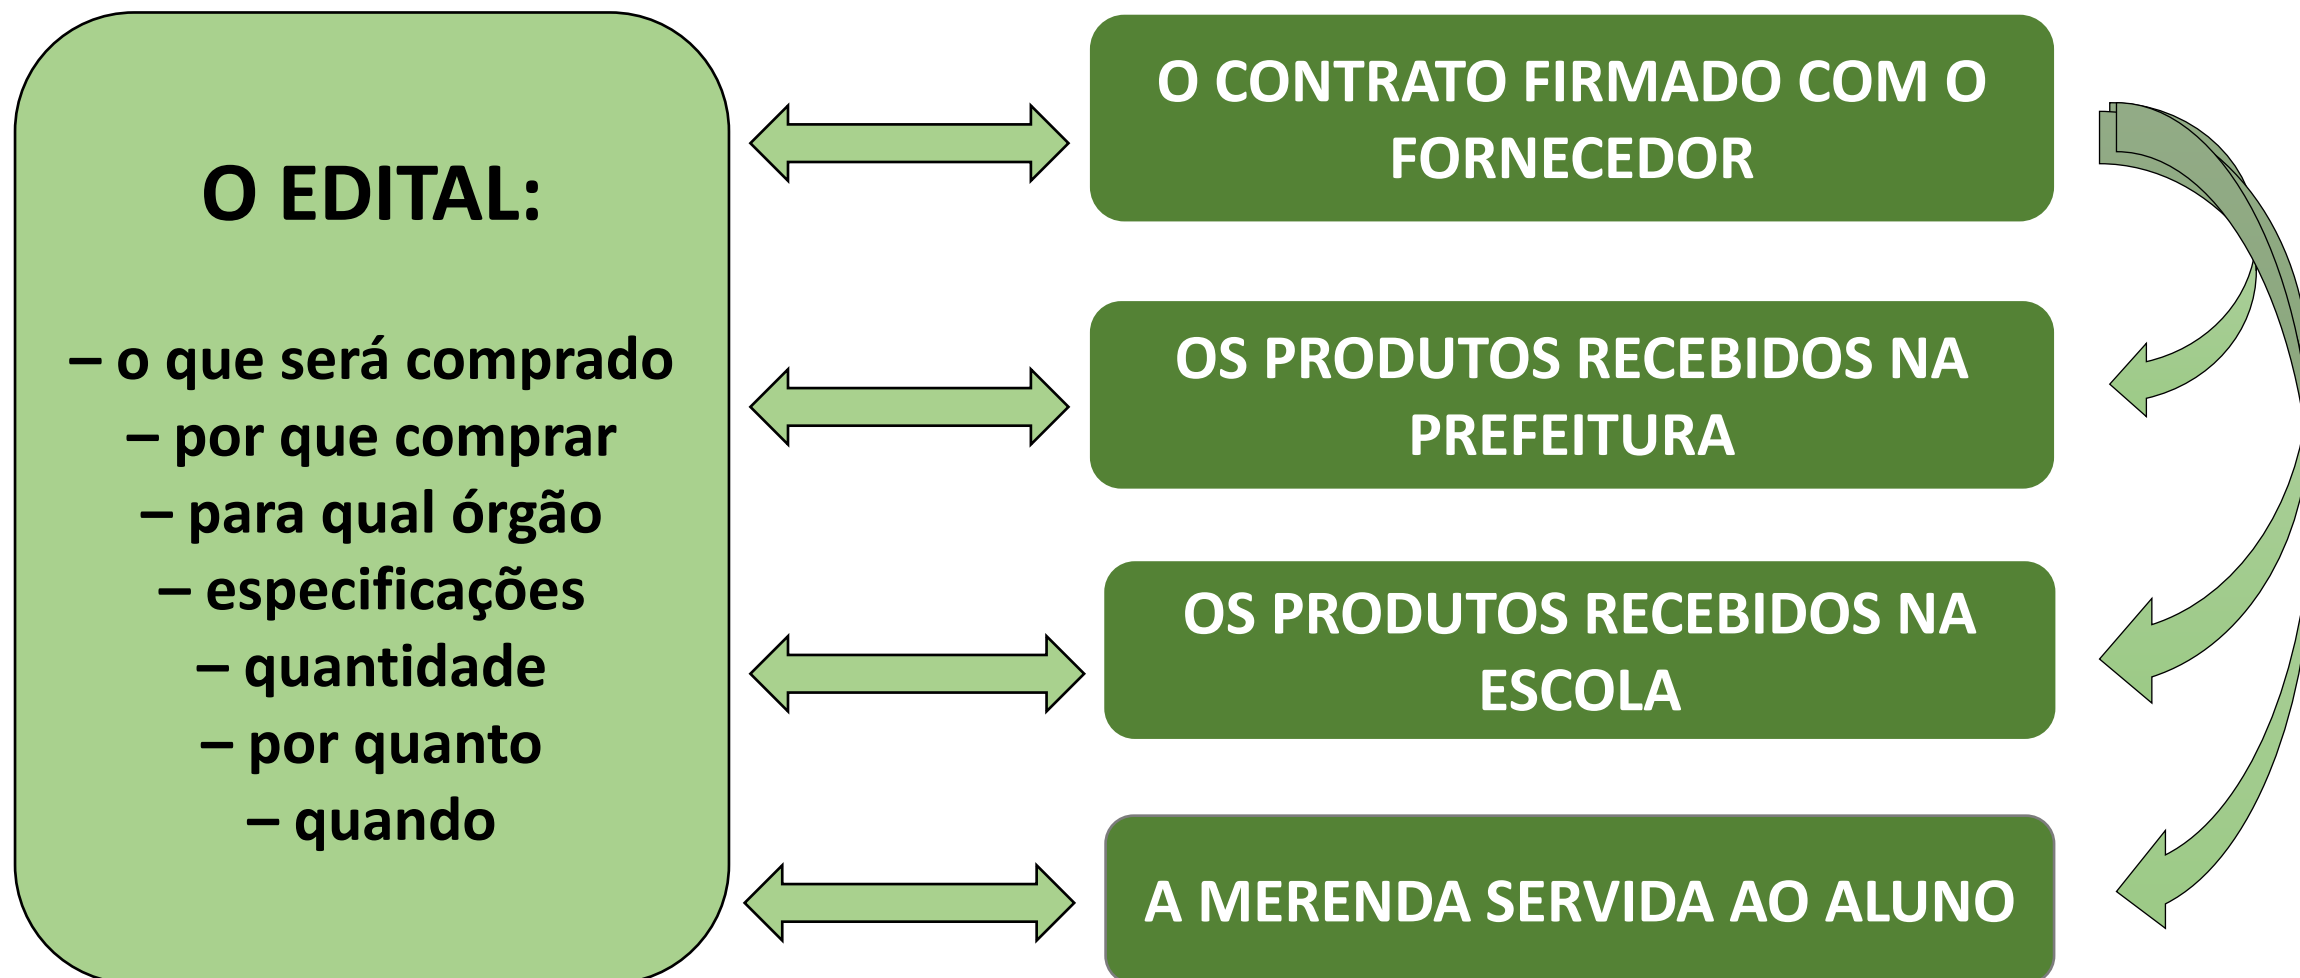 O EDITAL:
– o que será comprado
– por que comprar
– para qual órgão
– especificações
– quantidade
– por quanto
– quando
O CONTRATO FIRMADO COM O
FORNECEDOR
OS PRODUTOS RECEBIDOS NA
PREFEITURA
OS PRODUTOS RECEBIDOS NA
ESCOLA
A MERENDA SERVIDA AO ALUNO